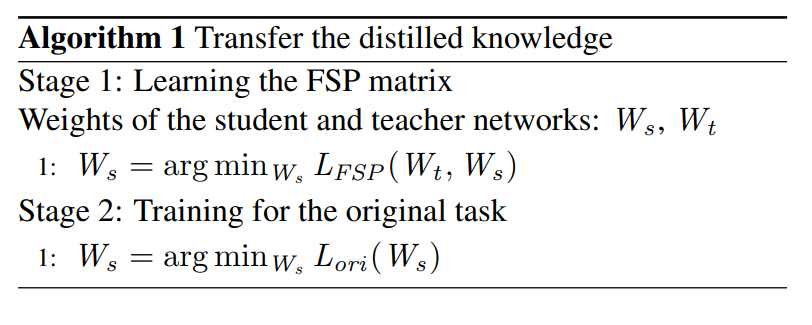 Algorithm 1 Transfer the distilled knowledge
Stage 1: Learning the FSP matrix
Weights of the student and teacher networks: W_s, W_t
1: W_s = arg min_{W_s} L_{FSP}(W_t, W_s)
Stage 2: Training for the original task
1: W_s = arg min_{W_s} L_{ori}(W_s)